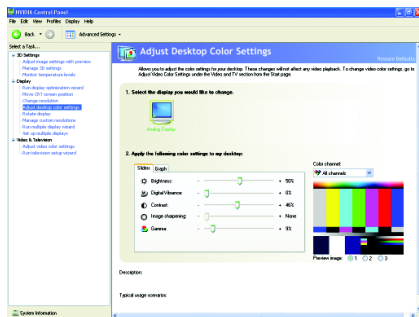 NVIDIA Control Panel
File Edit View Profiles Display Help
Back Advanced Settings
Select a Task...
3D Settings
Adjust image settings with preview
Manage 3D settings
Monitor temperature levels
Display
Run display optimization wizard
Move CRT screen position
Change resolution
Adjust desktop color settings
Rotate display
Manage custom resolutions
Run multiple display wizard
Set up multiple displays
Video & Television
Adjust video color settings
Run television setup wizard
System Information
Adjust Desktop Color Settings
Restore Defaults
Allows you to adjust the color settings for your desktop. These changes will not affect any video playback. To change video color settings, go to
Adjust Video Color Settings under the Video and TV section from the Start page.
1. Select the display you would like to change.
Analog Display
2. Apply the following color settings to my desktop:
Sliders Graph
Brightness: - + 50%
Digital Vibrance: - + 0%
Contrast: - + 46%
Image sharpening: - + None
Gamma: - + 9%
Color channel
All channels
Preview image: 1 2 3
Description:
Typical usage scenarios: